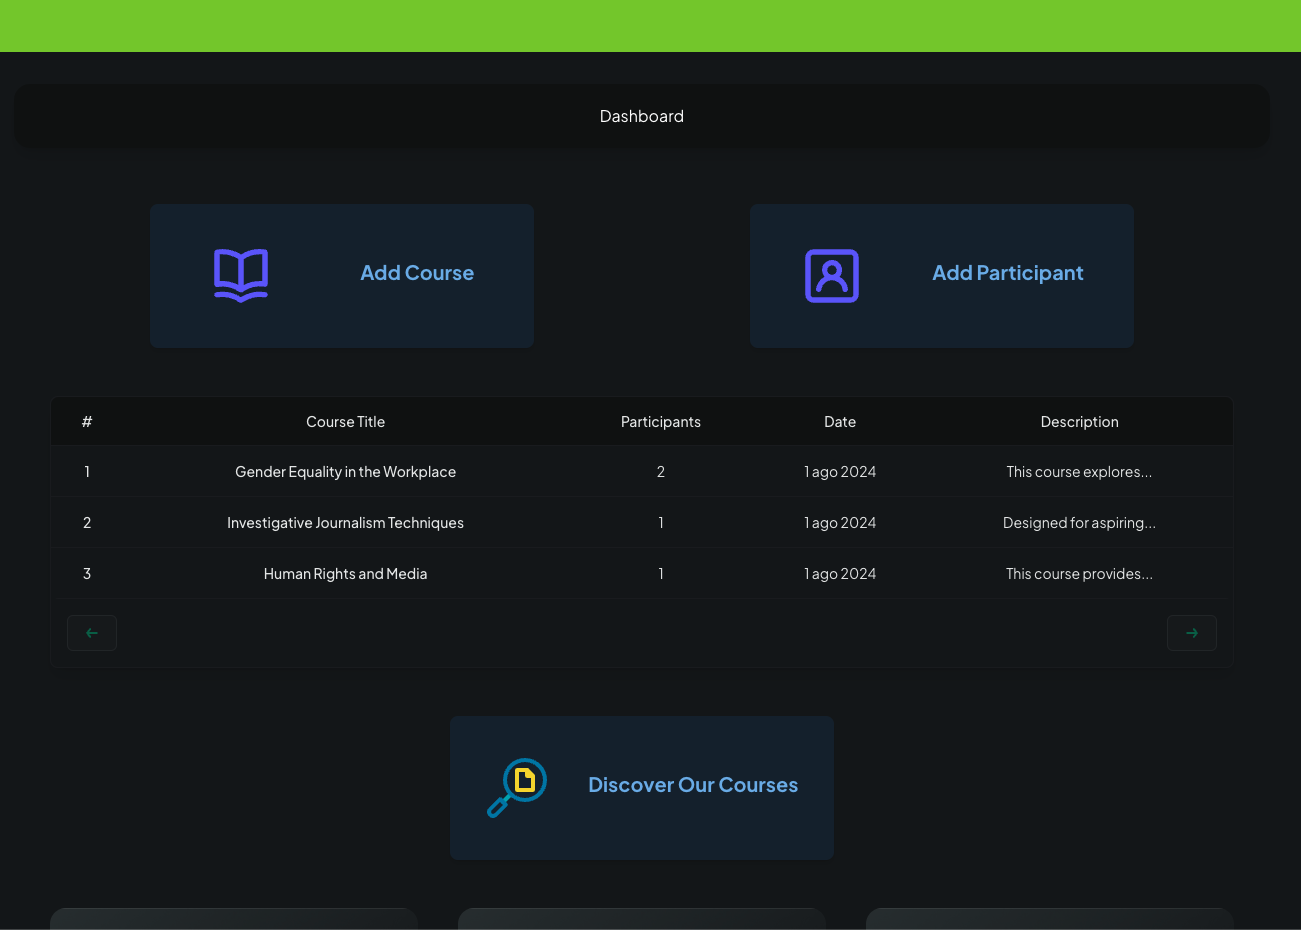 Dashboard
Add Course
Add Participant
# Course Title Participants Date Description
1 Gender Equality in the Workplace 2 1 ago 2024 This course explores...
2 Investigative Journalism Techniques 1 1 ago 2024 Designed for aspiring...
3 Human Rights and Media 1 1 ago 2024 This course provides...
Discover Our Courses